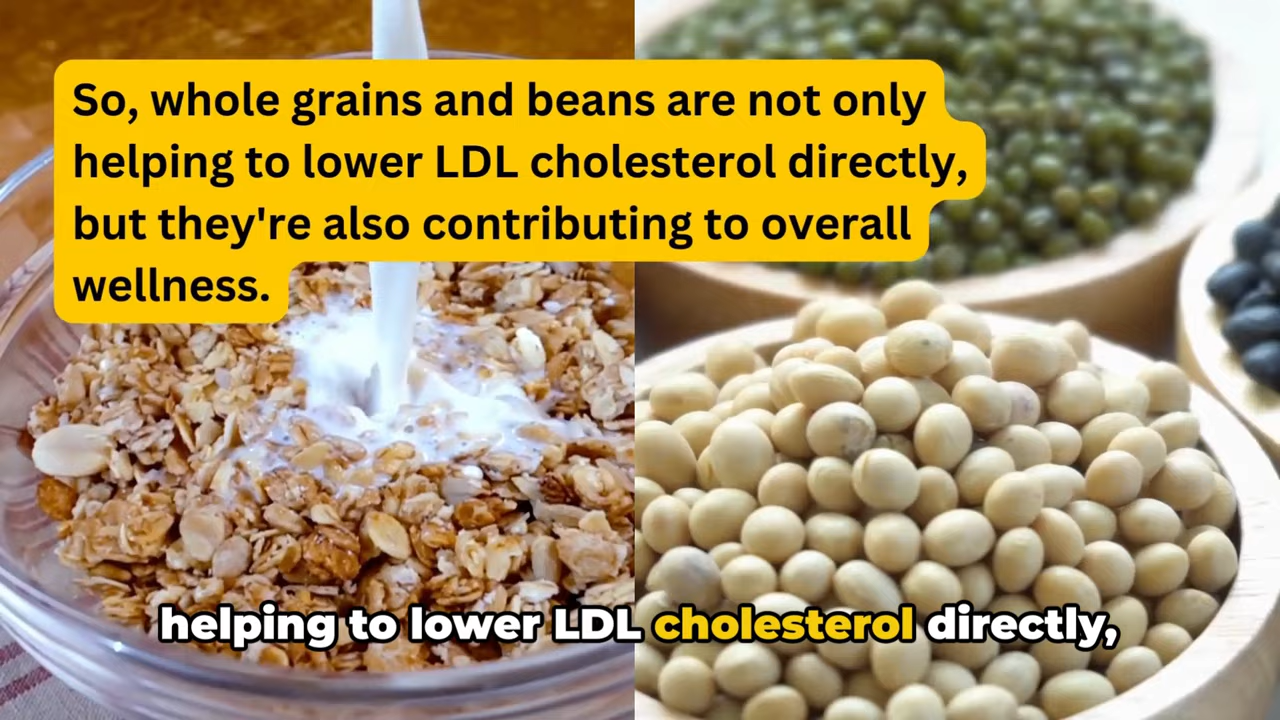 So, whole grains and beans are not only
helping to lower LDL cholesterol directly,
but they're also contributing to overall
wellness.
helping to lower LDL cholesterol directly,